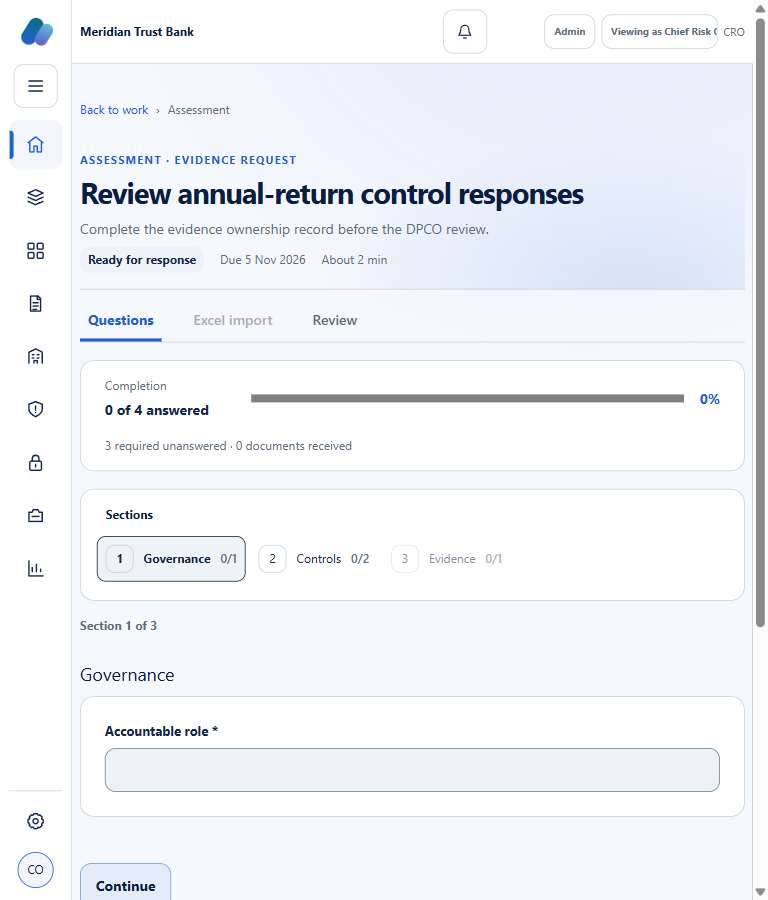 Meridian Trust Bank
Admin
Viewing as Chief Risk
CRO
Back to work › Assessment
ASSESSMENT · EVIDENCE REQUEST
Review annual-return control responses
Complete the evidence ownership record before the DPCO review.
Ready for response Due 5 Nov 2026 About 2 min
Questions Excel import Review
Completion
0 of 4 answered
0%
3 required unanswered · 0 documents received
Sections
1 Governance 0/1 2 Controls 0/2 3 Evidence 0/1
Section 1 of 3
Governance
Accountable role *
Continue
CO